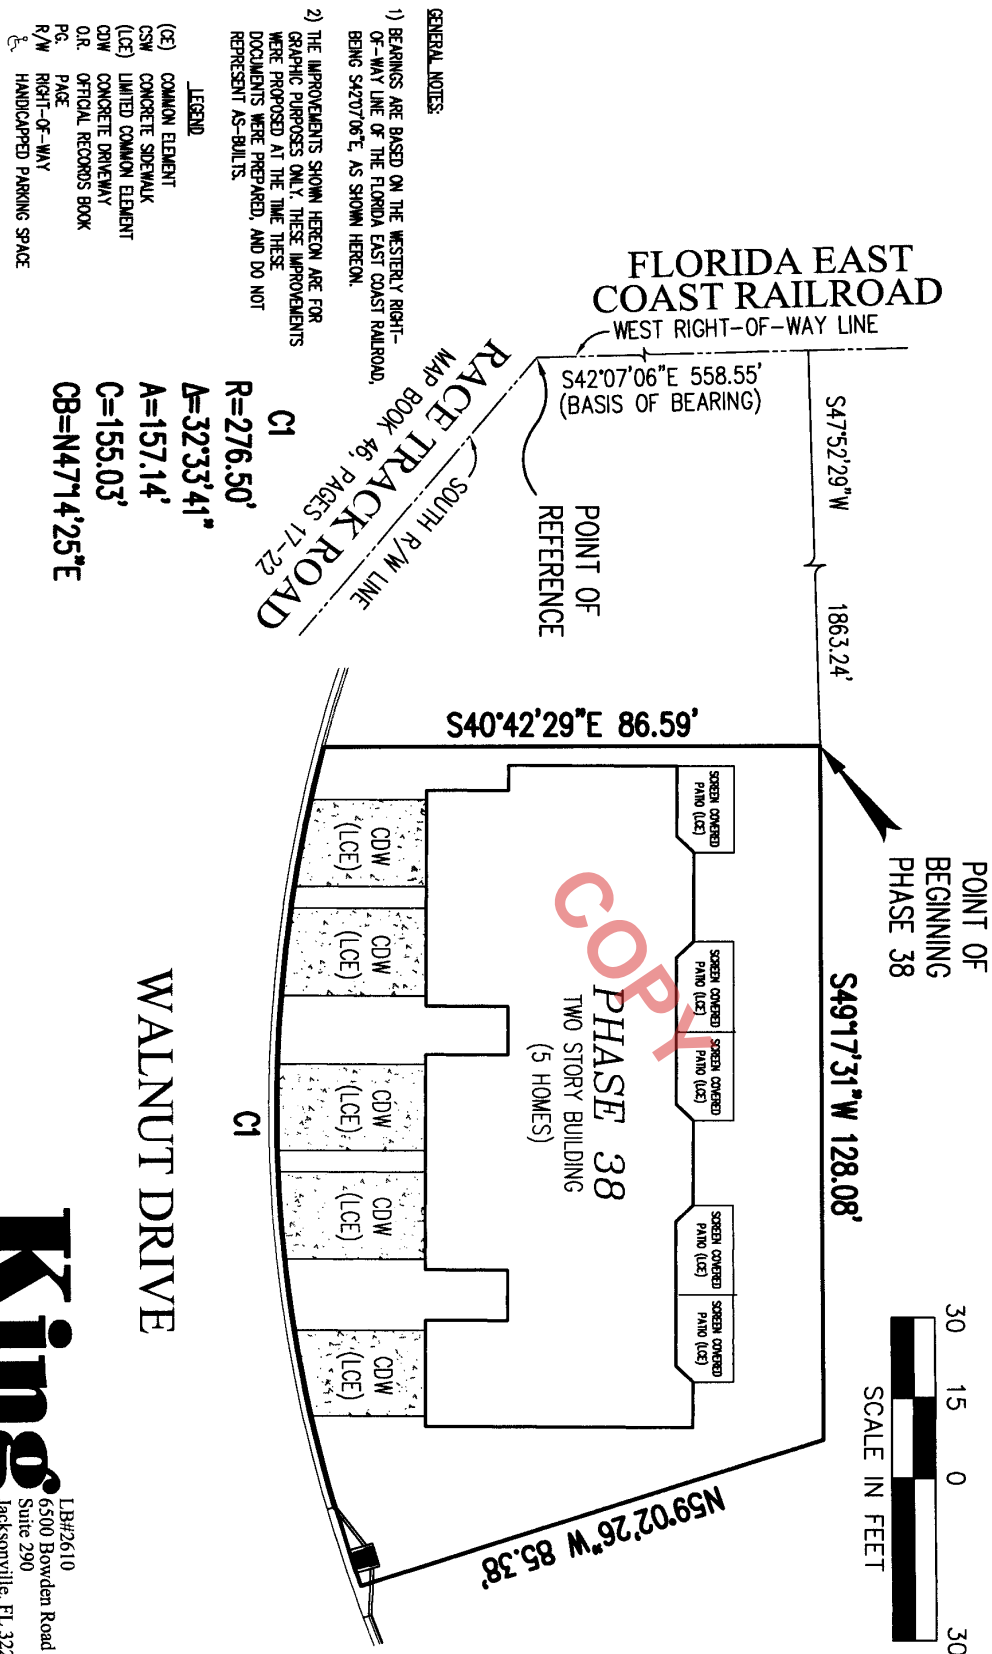 GENERAL NOTES:
1) BEARINGS ARE BASED ON THE WESTERLY RIGHT-
OF-WAY LINE OF THE FLORIDA EAST COAST RAILROAD,
BEING S42°07'06"E, AS SHOWN HEREON.
2) THE IMPROVEMENTS SHOWN HEREON ARE FOR
GRAPHIC PURPOSES ONLY. THESE IMPROVEMENTS
WERE PROPOSED AT THE TIME THESE
DOCUMENTS WERE PREPARED, AND DO NOT
REPRESENT AS-BUILTS.
LEGEND
(CE) COMMON ELEMENT
CSW CONCRETE SIDEWALK
(LCE) LIMITED COMMON ELEMENT
CDW CONCRETE DRIVEWAY
O.R. OFFICIAL RECORDS BOOK
PG. PAGE
R/W RIGHT-OF-WAY
HANDICAPPED PARKING SPACE
FLORIDA EAST
COAST RAILROAD
WEST RIGHT-OF-WAY LINE
S42°07'06"E 558.55'
(BASIS OF BEARING)
S47°52'29"W
1863.24'
POINT OF
REFERENCE
RACE TRACK ROAD
MAP BOOK 46, PAGES 17-22
SOUTH R/W LINE
C1
R=276.50'
Δ=32°33'41"
A=157.14'
C=155.03'
CB=N47°14'25"E
POINT OF
BEGINNING
PHASE 38
S40°42'29"E 86.59'
S49°17'31"W 128.08'
N59°02'26"W 85.38'
SCREEN COVERED
PATIO (LCE)
SCREEN COVERED
PATIO (LCE)
SCREEN COVERED
PATIO (LCE)
SCREEN COVERED
PATIO (LCE)
SCREEN COVERED
PATIO (LCE)
COPY
PHASE 38
TWO STORY BUILDING
(5 HOMES)
CDW
(LCE)
CDW
(LCE)
CDW
(LCE)
CDW
(LCE)
CDW
(LCE)
C1
WALNUT DRIVE
30 15 0 30
SCALE IN FEET
King
LB#2610
6500 Bowden Road
Suite 290
Jacksonville, FL 322